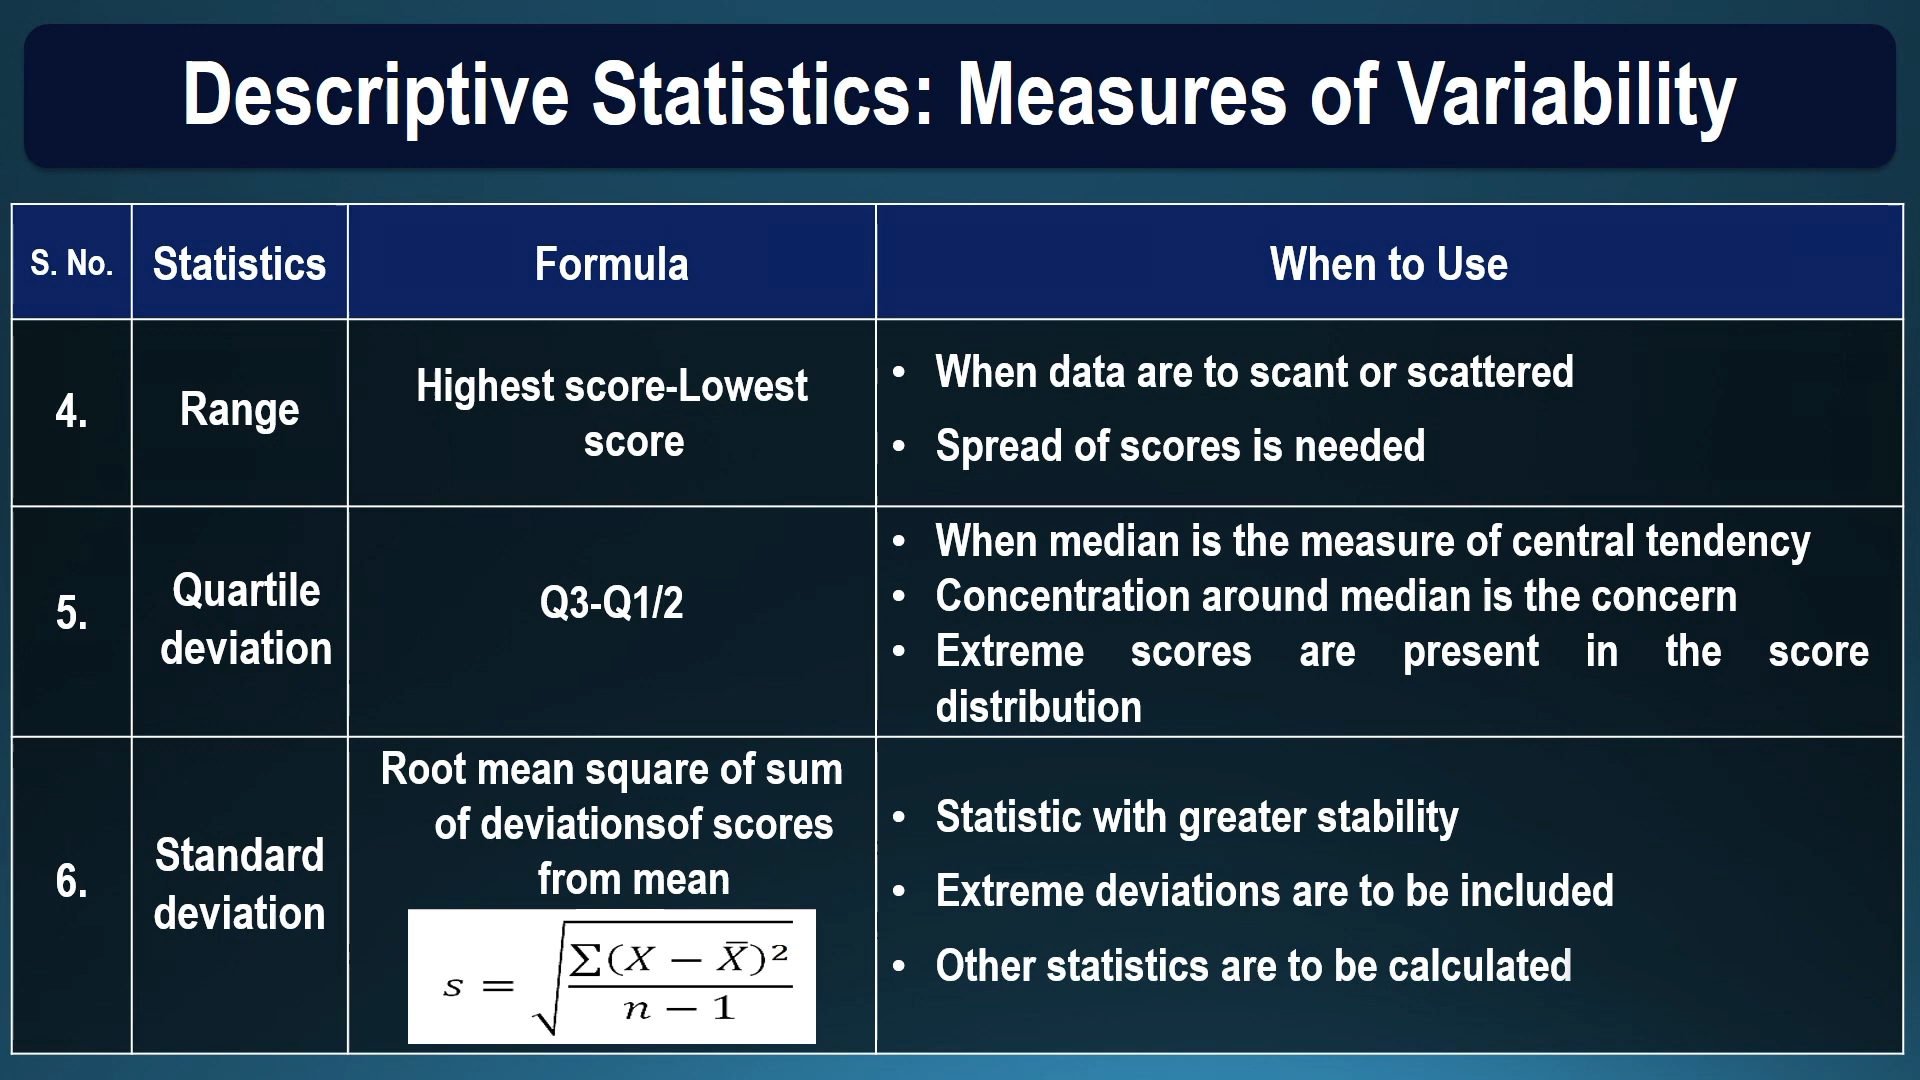 Descriptive Statistics: Measures of Variability
S. No.
Statistics
Formula
When to Use
4.
Range
Highest score-Lowest
score
• When data are to scant or scattered
• Spread of scores is needed
5.
Quartile
deviation
Q3-Q1/2
• When median is the measure of central tendency
• Concentration around median is the concern
• Extreme scores are present in the score
distribution
6.
Standard
deviation
Root mean square of sum
of deviationsof scores
from mean
s = √(∑(X − X̄)² / (n − 1))
• Statistic with greater stability
• Extreme deviations are to be included
• Other statistics are to be calculated